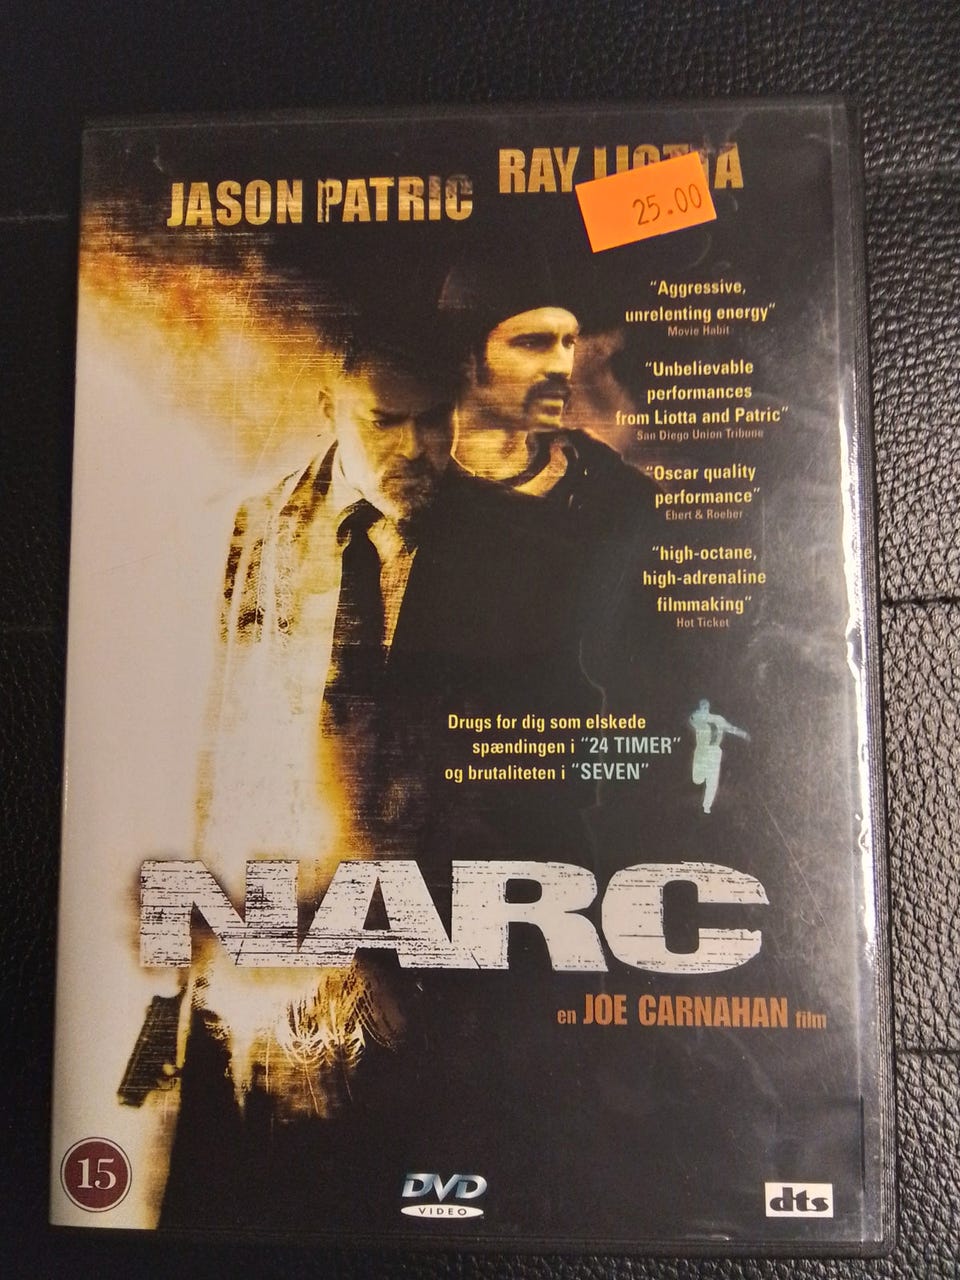 JASON PATRIC
RAY LIOTTA
25.00
"Aggressive,
unrelenting energy"
Movie Habit
"Unbelievable
performances
from Liotta and Patric"
San Diego Union Tribune
"Oscar quality
performance"
Ebert & Roeber
"high-octane,
high-adrenaline
filmmaking"
Hot Ticket
Drugs for dig som elskede
spændingen i "24 TIMER"
og brutaliteten i "SEVEN"
NARC
en JOE CARNAHAN film
15
DVD
VIDEO
dts